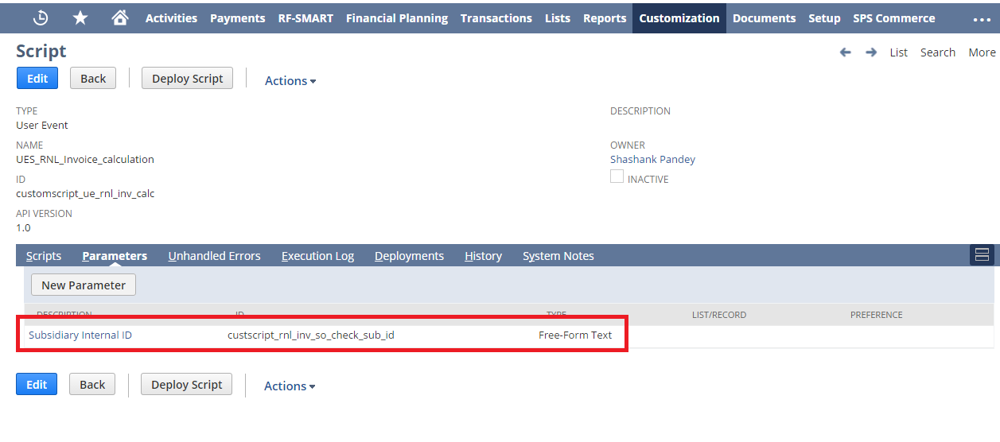 Activities Payments RF-SMART Financial Planning Transactions Lists Reports Customization Documents Setup SPS Commerce
Script
List Search More
Edit Back Deploy Script Actions
TYPE
User Event
DESCRIPTION
NAME
UES_RNL_Invoice_calculation
OWNER
Shashank Pandey
ID
customscript_ue_rnl_inv_calc
INACTIVE
API VERSION
1.0
Scripts Parameters Unhandled Errors Execution Log Deployments History System Notes
New Parameter
DESCRIPTION ID TYPE LIST/RECORD PREFERENCE
Subsidiary Internal ID custscript_rnl_inv_so_check_sub_id Free-Form Text
Edit Back Deploy Script Actions